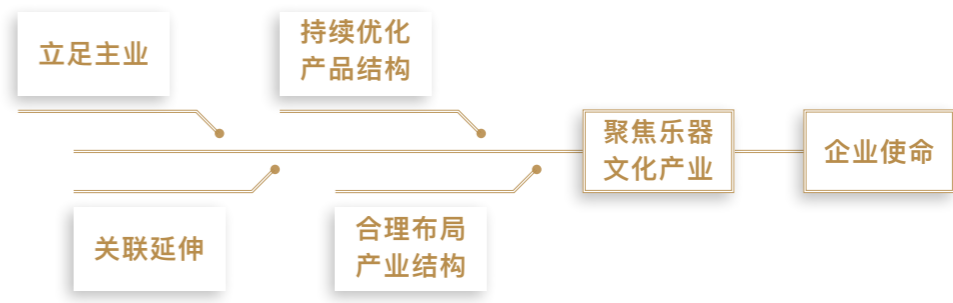 立足主业
持续优化
产品结构
聚焦乐器
文化产业
企业使命
关联延伸
合理布局
产业结构